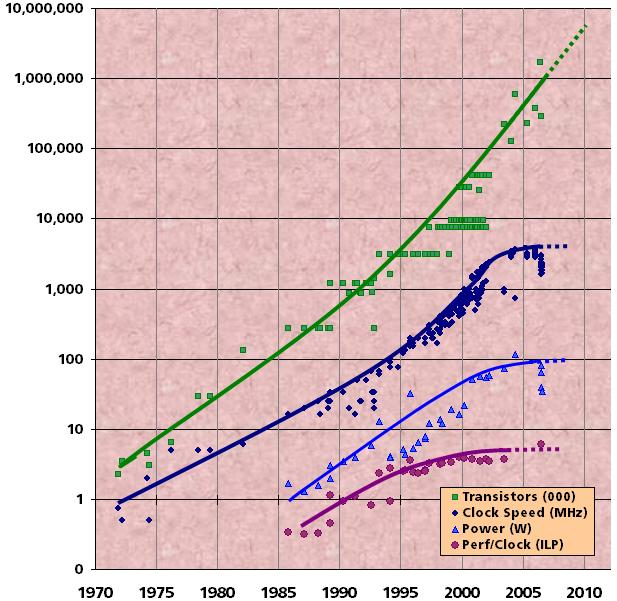 10,000,000
1,000,000
100,000
10,000
1,000
100
10
1
0
1970 1975 1980 1985 1990 1995 2000 2005 2010
Transistors (000)
Clock Speed (MHz)
Power (W)
Perf/Clock (ILP)